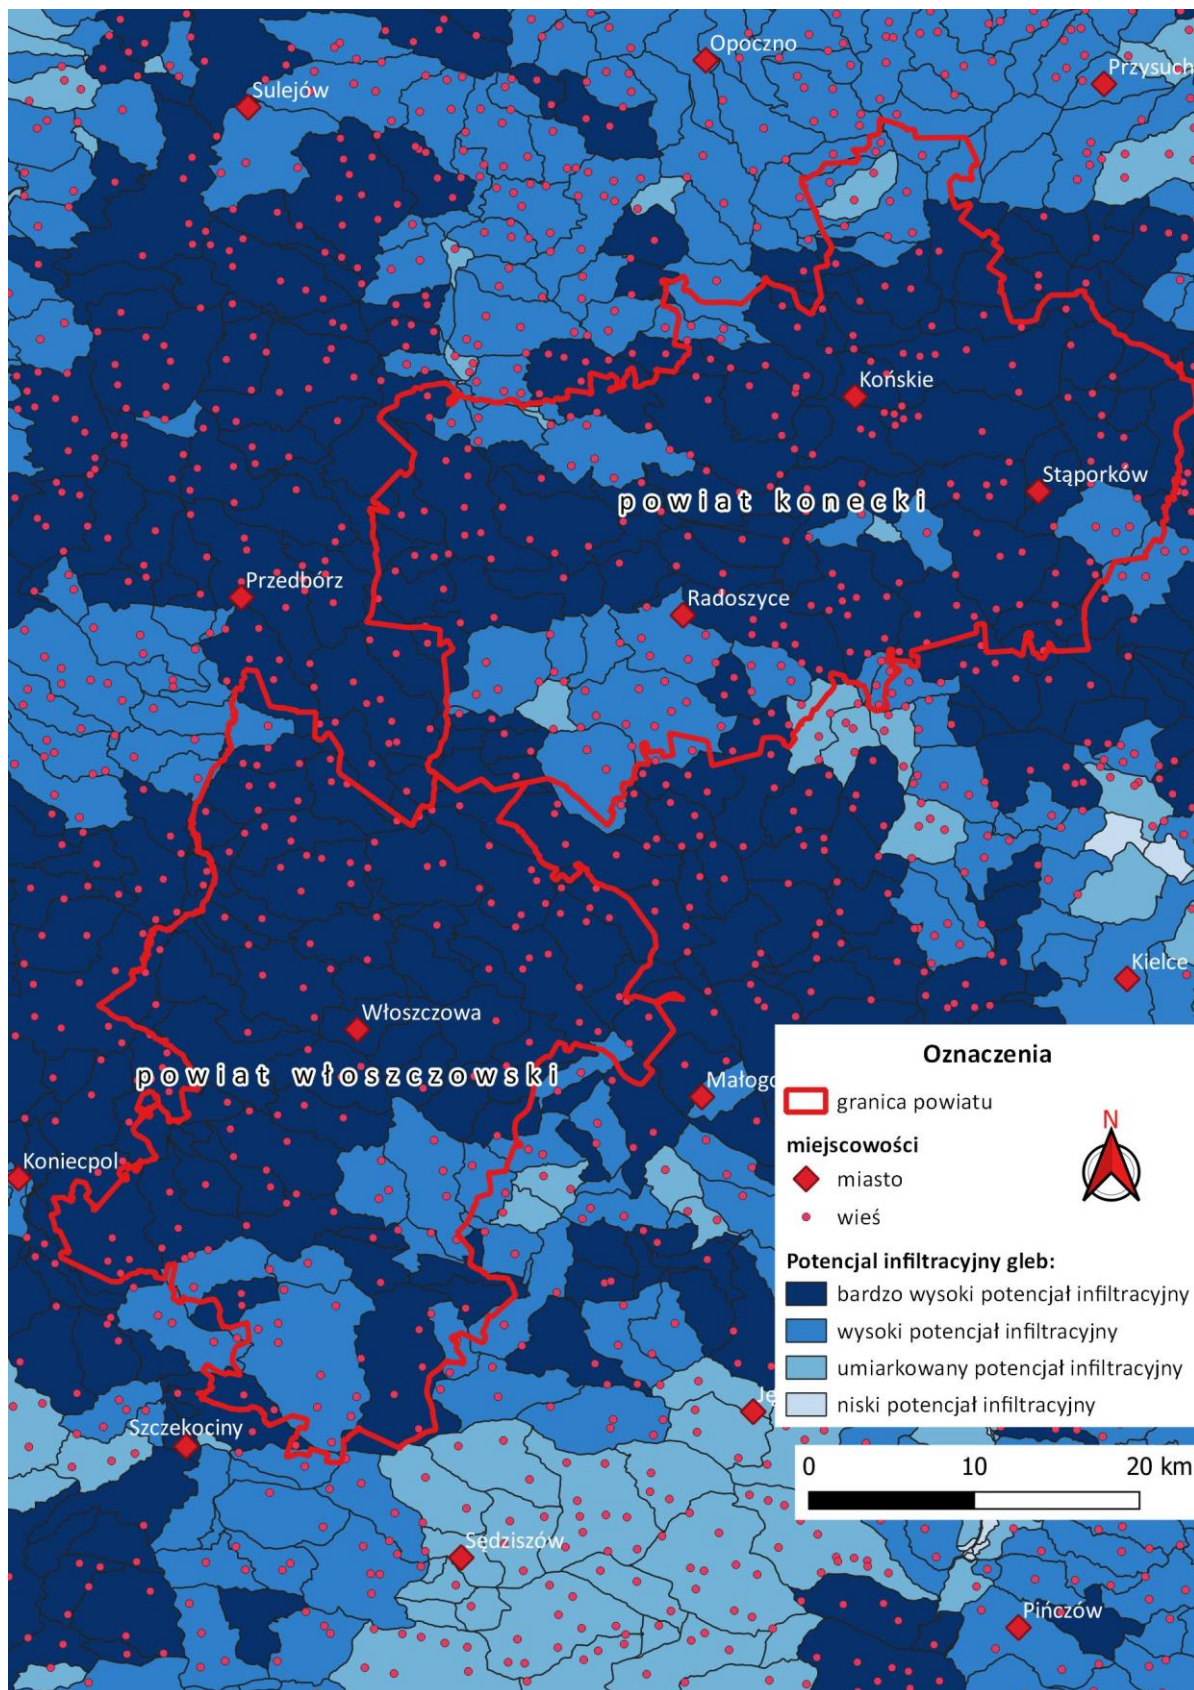 Opoczno
Przysuch
Sulejów
Końskie
Stąporków
powiat konecki
Przedbórz
Radoszyce
Kielce
Włoszczowa
powiat włoszczowski
Małogo
Koniecpol
Szczekociny
Ję
Sędziszów
Pińczów
Oznaczenia
granica powiatu
N
miejscowości
miasto
wieś
Potencjał infiltracyjny gleb:
bardzo wysoki potencjał infiltracyjny
wysoki potencjał infiltracyjny
umiarkowany potencjał infiltracyjny
niski potencjał infiltracyjny
0 10 20 km